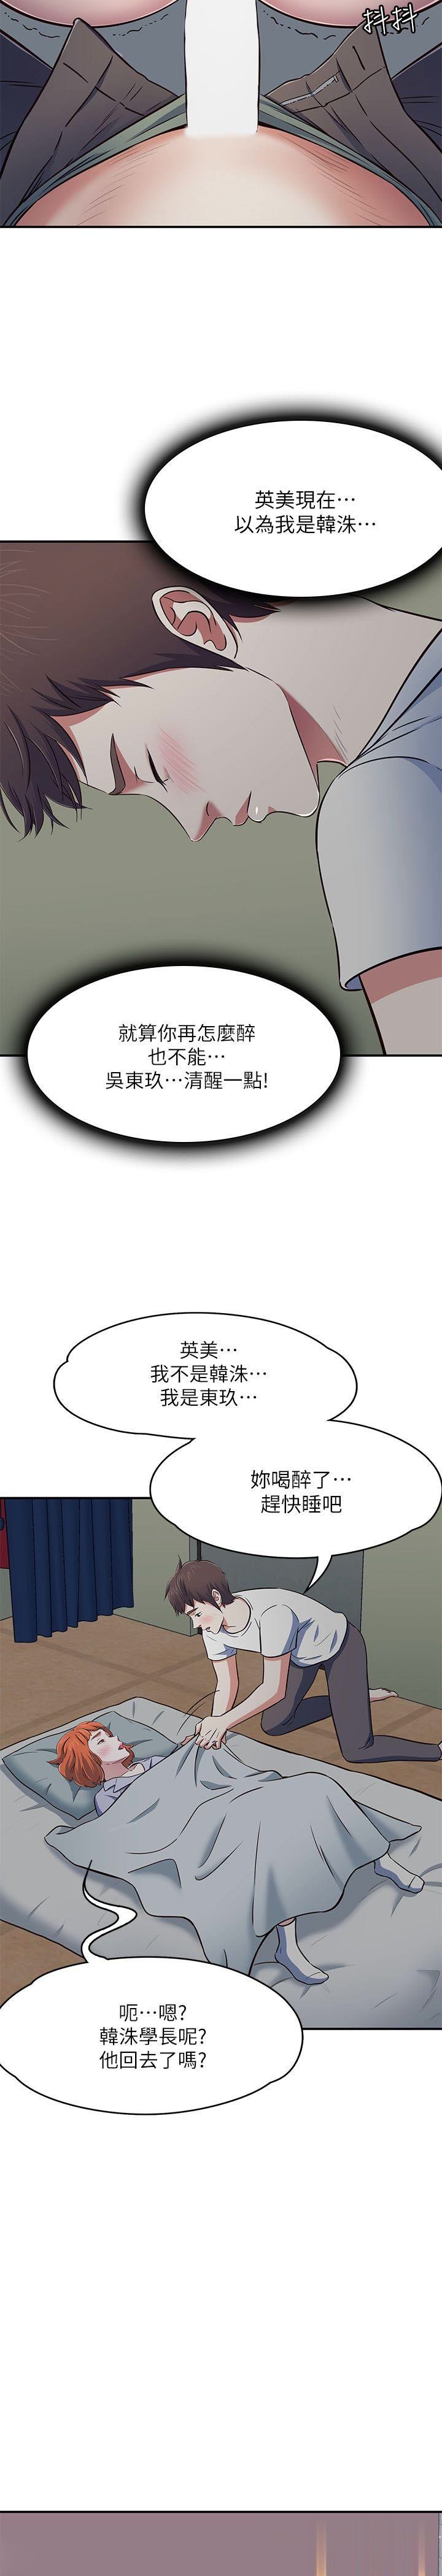 抖抖
英美現在…
以為我是韓洙…
就算你再怎麼醉
也不能…
吳東玖…清醒一點!
英美…
我不是韓洙…
我是東玖…
妳喝醉了…
趕快睡吧
呃…嗯?
韓洙學長呢?
他回去了嗎?